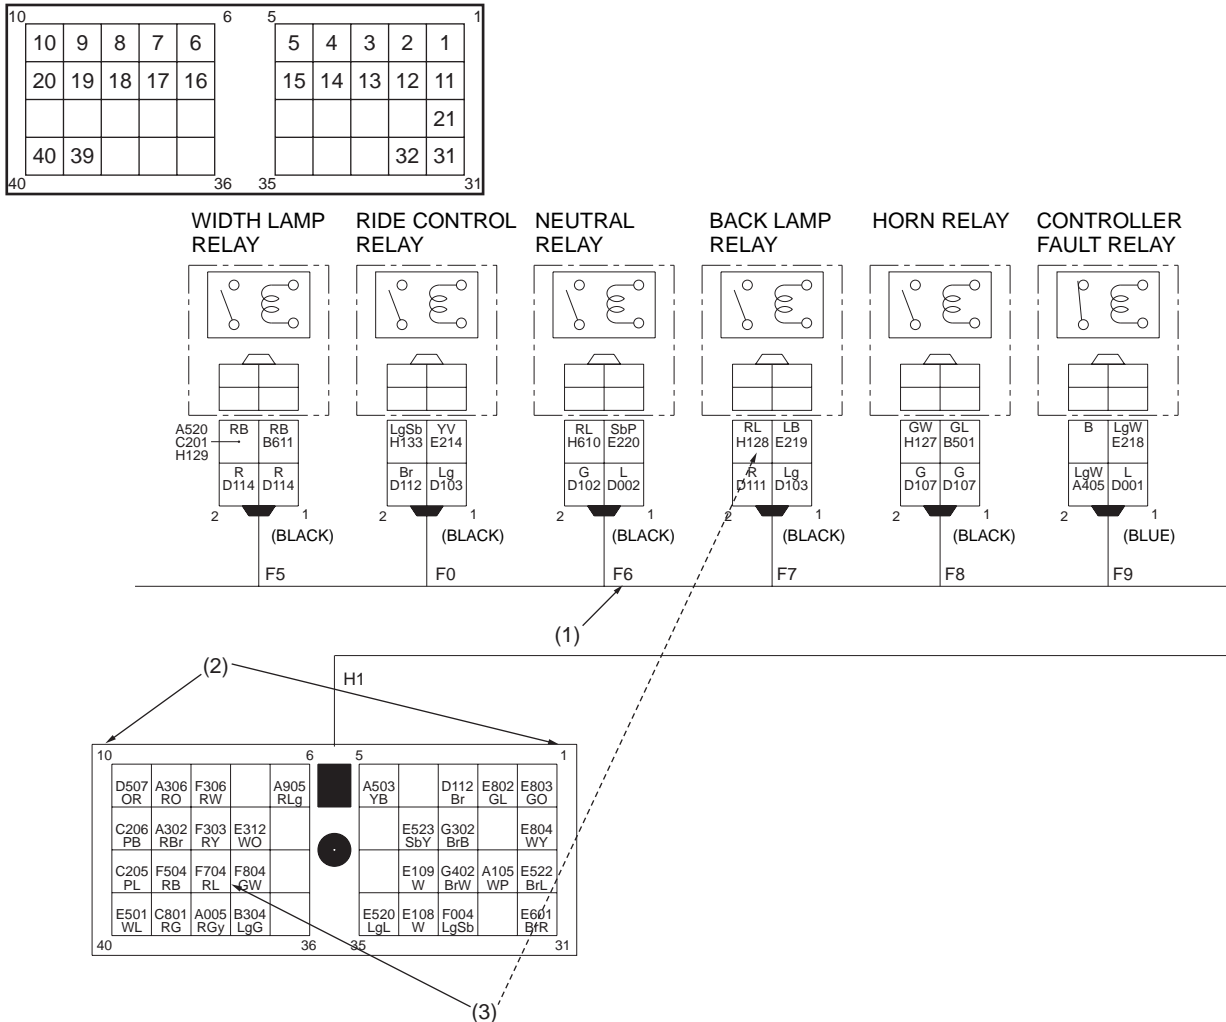 10 6 5 1
10 9 8 7 6 5 4 3 2 1
20 19 18 17 16 15 14 13 12 11
21
40 39 32 31
40 36 35 31
WIDTH LAMP RELAY
RIDE CONTROL RELAY
NEUTRAL RELAY
BACK LAMP RELAY
HORN RELAY
CONTROLLER FAULT RELAY
A520
C201
H129
RB RB B611
R D114 R D114
2 1
(BLACK)
F5
LgSb H133 YV E214
Br D112 Lg D103
2 1
(BLACK)
F0
RL H610 SbP E220
G D102 L D002
2 1
(BLACK)
F6
RL H128 LB E219
R D111 Lg D103
2 1
(BLACK)
F7
GW H127 GL B501
G D107 G D107
2 1
(BLACK)
F8
B LgW E218
LgW A405 L D001
2 1
(BLUE)
F9
(1)
(2)
H1
10 6 5 1
D507 A306 F306 A905 A503 D112 E802 E803
OR RO RW RLg YB Br GL GO
C206 A302 F303 E312 E523 G302 E804
PB RBr RY WO SbY BrB WY
C205 F504 F704 F804 E109 G402 A105 E522
PL RB RL GW W BrW WP BrL
E501 C801 A005 B304 E520 E108 F004 E601
WL RG RGy LgG LgL W LgSb BrR
40 36 35 31
(3)